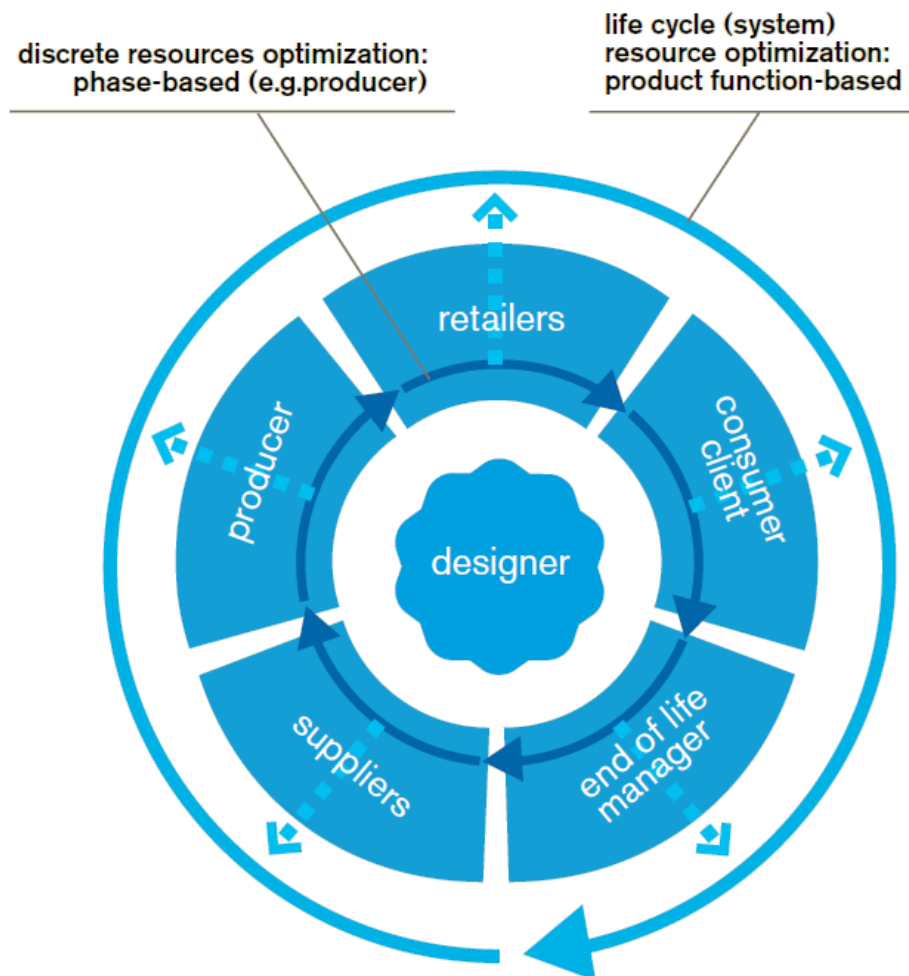 discrete resources optimization:
phase-based (e.g.producer)
life cycle (system)
resource optimization:
product function-based
retailers
consumer
client
producer
designer
suppliers
end of life
manager